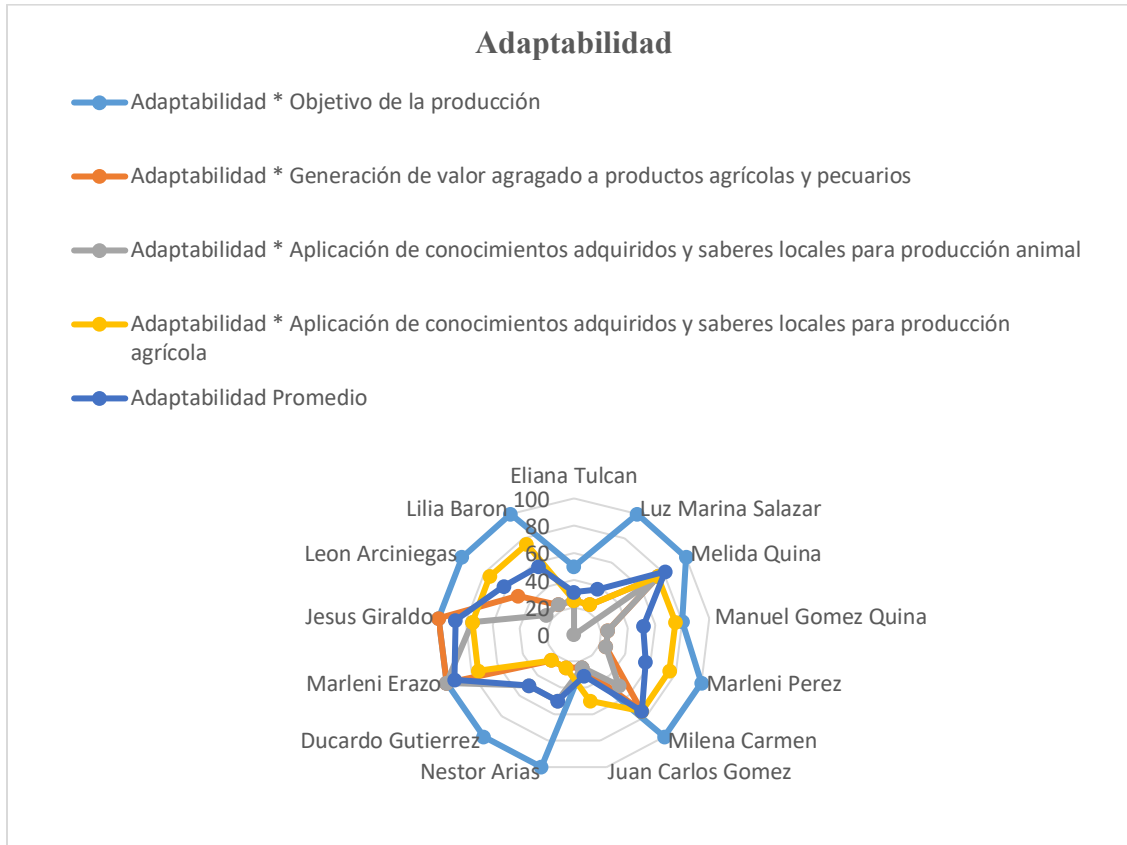 Adaptabilidad
Adaptabilidad * Objetivo de la producción
Adaptabilidad * Generación de valor agragado a productos agrícolas y pecuarios
Adaptabilidad * Aplicación de conocimientos adquiridos y saberes locales para producción animal
Adaptabilidad * Aplicación de conocimientos adquiridos y saberes locales para producción
agrícola
Adaptabilidad Promedio
Eliana Tulcan
Luz Marina Salazar
Melida Quina
Manuel Gomez Quina
Marleni Perez
Milena Carmen
Juan Carlos Gomez
Nestor Arias
Ducardo Gutierrez
Marleni Erazo
Jesus Giraldo
Leon Arciniegas
Lilia Baron
100
80
60
40
20
0